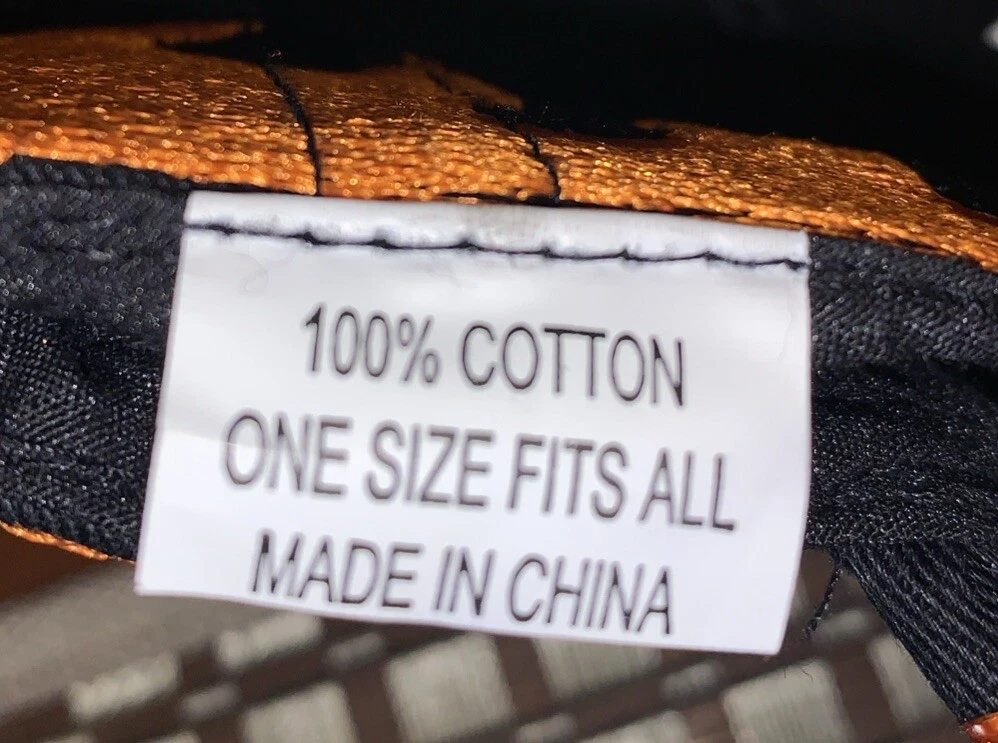 100% COTTON
ONE SIZE FITS ALL
MADE IN CHINA